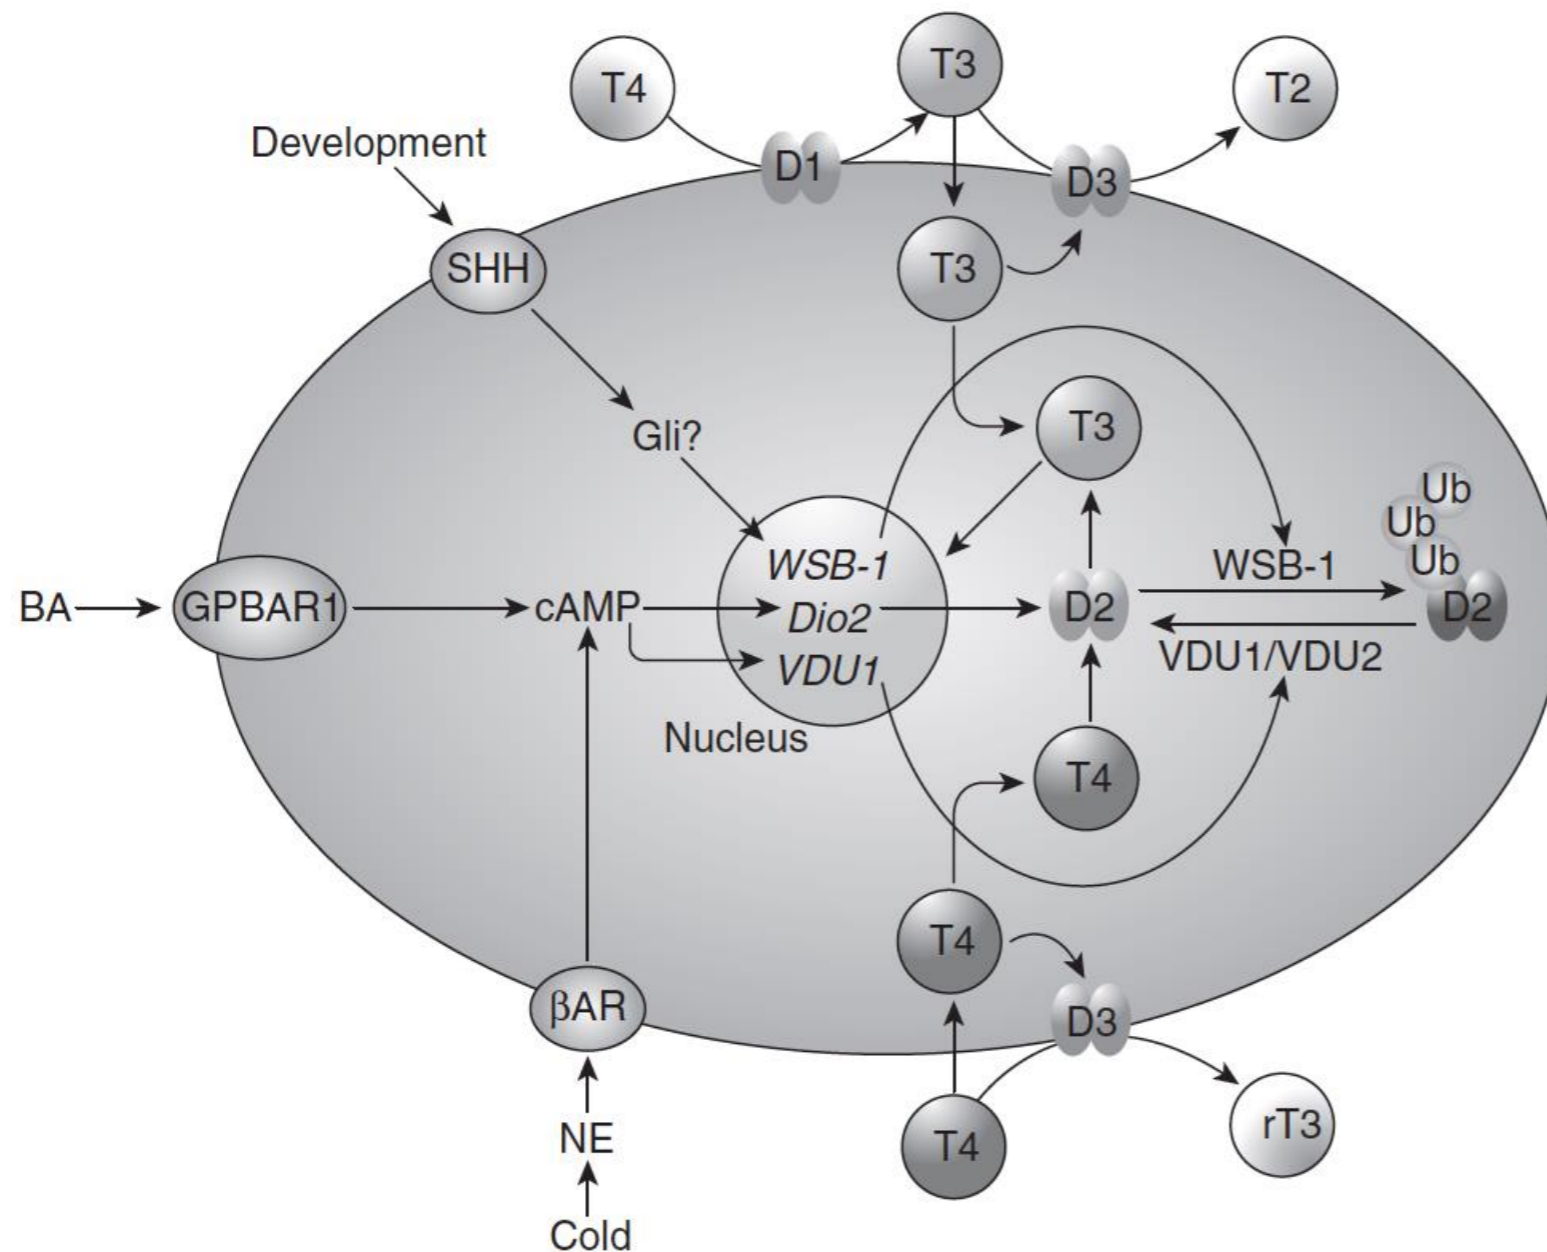 T4
T3
T2
Development
D1
D3
SHH
T3
Gli?
T3
Ub
Ub
Ub
WSB-1
WSB-1
BA
GPBAR1
cAMP
Dio2
D2
D2
VDU1
VDU1/VDU2
Nucleus
T4
T4
βAR
D3
NE
T4
rT3
Cold